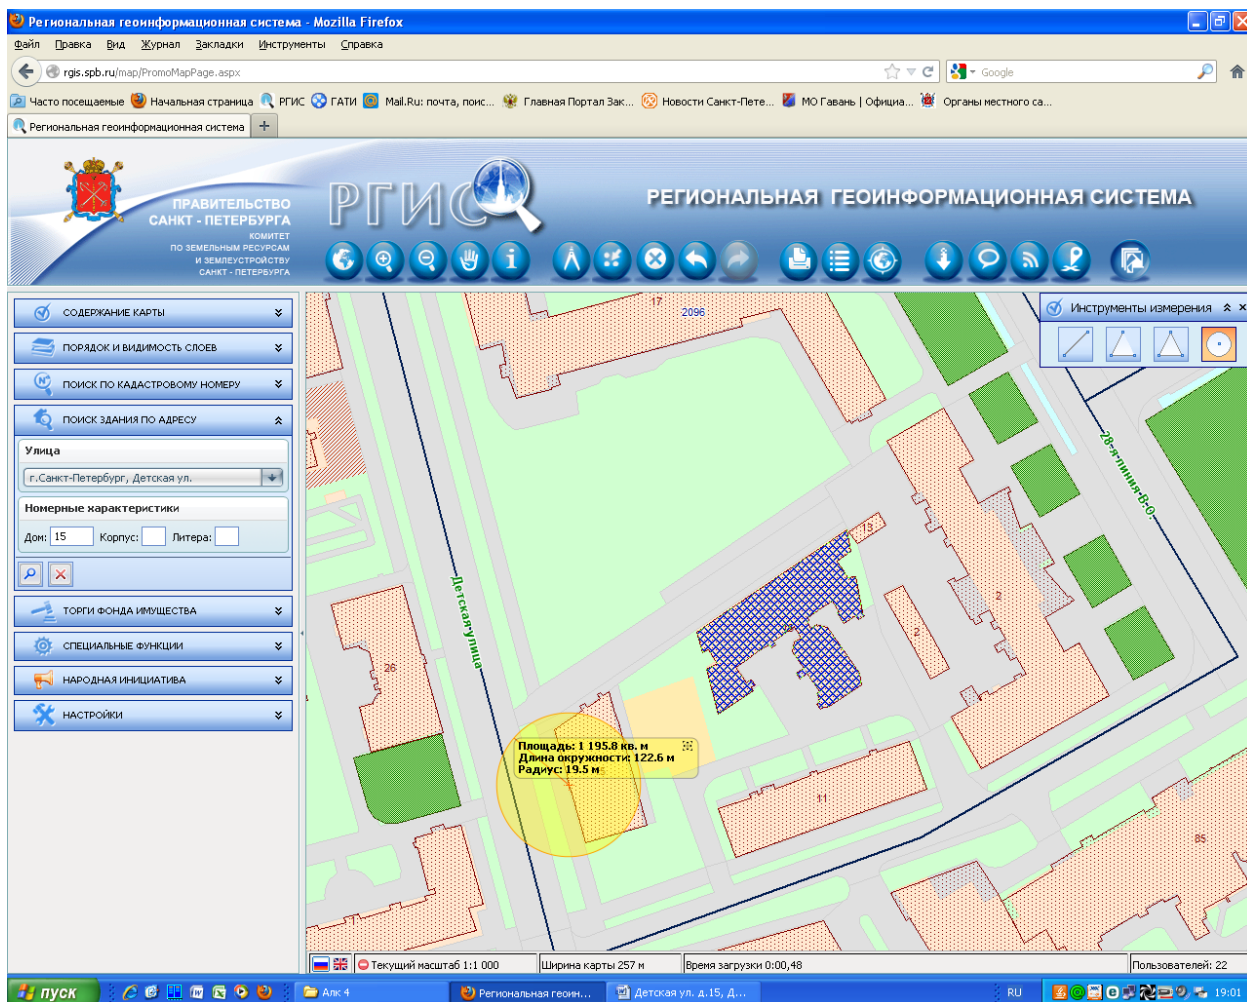 Региональная геоинформационная система - Mozilla Firefox
Файл Правка Вид Журнал Закладки Инструменты Справка
rgis.spb.ru/map/PromoMapPage.aspx
Google
Часто посещаемые Начальная страница РГИС ГАТИ Mail.Ru: почта, поис... Главная Портал Зак... Новости Санкт-Пете... МО Гавань | Официа... Органы местного са...
Региональная геоинформационная система
ПРАВИТЕЛЬСТВО
САНКТ - ПЕТЕРБУРГА
КОМИТЕТ
ПО ЗЕМЕЛЬНЫМ РЕСУРСАМ
И ЗЕМЛЕУСТРОЙСТВУ
САНКТ - ПЕТЕРБУРГА
РГИС
РЕГИОНАЛЬНАЯ ГЕОИНФОРМАЦИОННАЯ СИСТЕМА
СОДЕРЖАНИЕ КАРТЫ
ПОРЯДОК И ВИДИМОСТЬ СЛОЕВ
ПОИСК ПО КАДАСТРОВОМУ НОМЕРУ
ПОИСК ЗДАНИЯ ПО АДРЕСУ
Улица
г.Санкт-Петербург, Детская ул.
Номерные характеристики
Дом: 15 Корпус: Литера:
ТОРГИ ФОНДА ИМУЩЕСТВА
СПЕЦИАЛЬНЫЕ ФУНКЦИИ
НАРОДНАЯ ИНИЦИАТИВА
НАСТРОЙКИ
Инструменты измерения
17
2096
28-я линия В.О.
13
2
2
Детская улица
26
Площадь: 1 195.8 кв. м
Длина окружности: 122.6 м
Радиус: 19.5 м
11
85
7
Текущий масштаб 1:1 000
Ширина карты 257 м
Время загрузки 0:00,48
Пользователей: 22
пуск
Алк 4
Региональная геоин...
Детская ул. д.15, Д...
RU
19:01